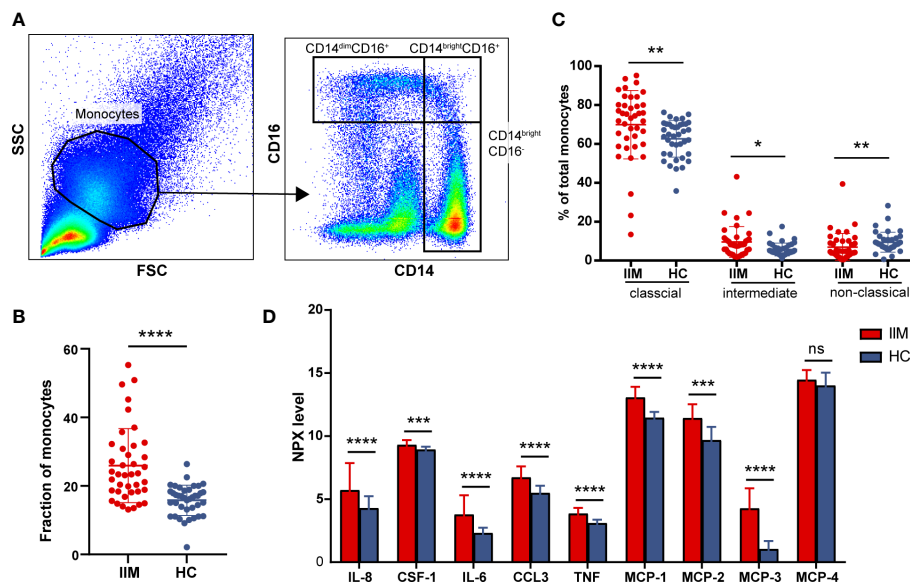 A
SSC
Monocytes
FSC
CD14dimCD16+
CD14brightCD16+
CD14bright
CD16-
CD16
CD14
C
% of total monocytes
100
80
60
40
20
0
**
*
**
IIM HC IIM HC IIM HC
classcial intermediate non-classical
B
Fraction of monocytes
60
40
20
0
****
IIM HC
D
NPX level
15
10
5
0
**** *** **** **** **** **** *** **** ns
IL-8 CSF-1 IL-6 CCL3 TNF MCP-1 MCP-2 MCP-3 MCP-4
IIM
HC